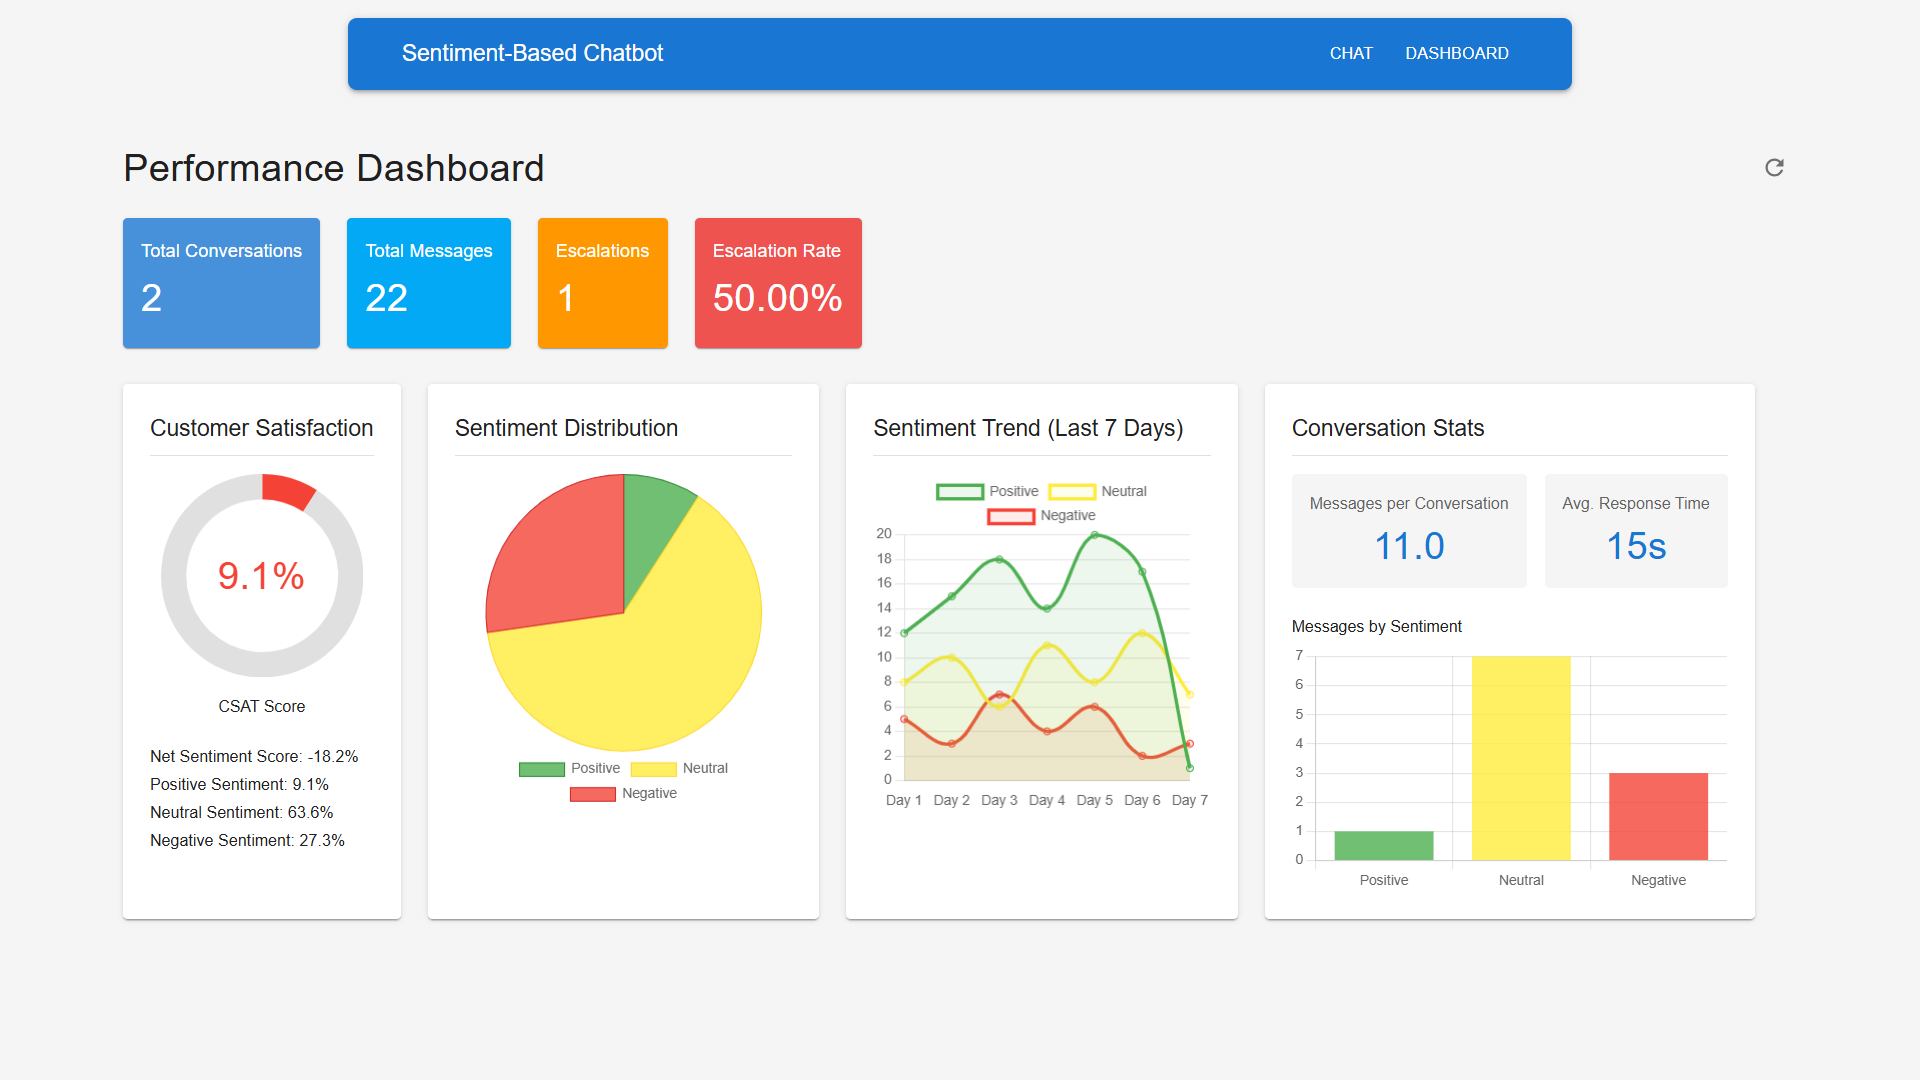 Sentiment-Based Chatbot
CHAT
DASHBOARD
Performance Dashboard
Total Conversations
2
Total Messages
22
Escalations
1
Escalation Rate
50.00%
Customer Satisfaction
9.1%
CSAT Score
Net Sentiment Score: -18.2%
Positive Sentiment: 9.1%
Neutral Sentiment: 63.6%
Negative Sentiment: 27.3%
Sentiment Distribution
Positive
Neutral
Negative
Sentiment Trend (Last 7 Days)
Positive
Neutral
Negative
20
18
16
14
12
10
8
6
4
2
0
Day 1 Day 2 Day 3 Day 4 Day 5 Day 6 Day 7
Conversation Stats
Messages per Conversation
11.0
Avg. Response Time
15s
Messages by Sentiment
7
6
5
4
3
2
1
0
Positive Neutral Negative